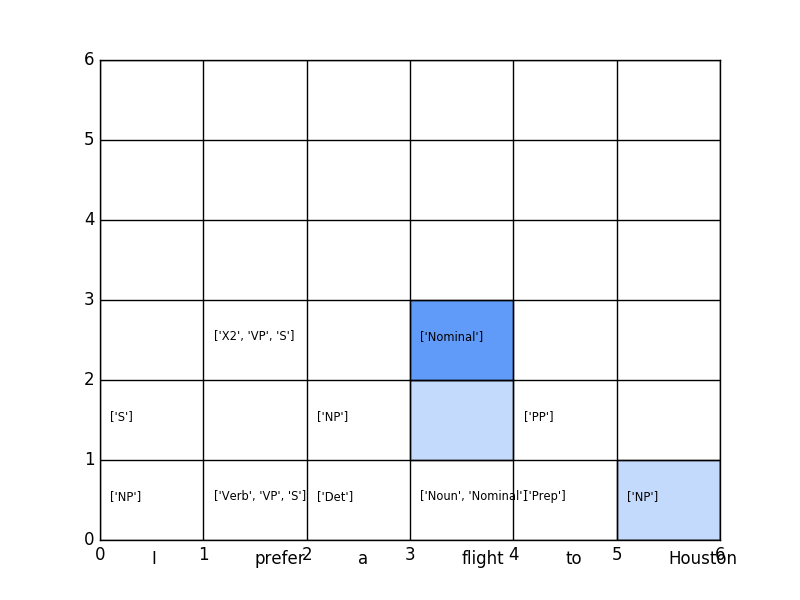 6
5
4
3
['X2', 'VP', 'S'] ['Nominal']
2
['S'] ['NP'] ['PP']
1
['NP'] ['Verb', 'VP', 'S'] ['Det'] ['Noun', 'Nominal'] ['Prep'] ['NP']
0
0 1 2 3 4 5 6
I prefer a flight to Houston